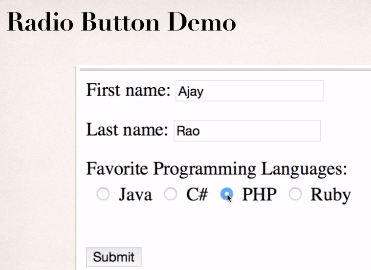 Radio Button Demo
First name: Ajay
Last name: Rao
Favorite Programming Languages:
Java C# PHP Ruby
Submit